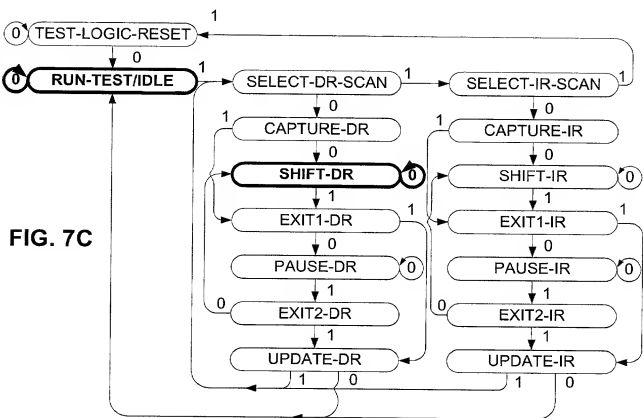 1
0 TEST-LOGIC-RESET
0
0 RUN-TEST/IDLE 1 SELECT-DR-SCAN 1 SELECT-IR-SCAN 1
0 0
1 CAPTURE-DR 1 CAPTURE-IR
0 0
SHIFT-DR 0 SHIFT-IR 0
1 1
EXIT1-DR 1 EXIT1-IR 1
FIG. 7C
0 0
PAUSE-DR 0 PAUSE-IR 0
1 1
0 EXIT2-DR 0 EXIT2-IR
1 1
UPDATE-DR UPDATE-IR
1 0 1 0